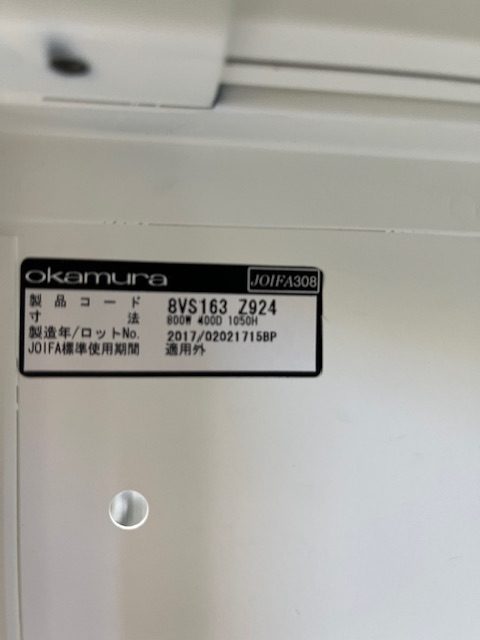 okamura JOIFA308
製品コード 8VS163 Z924
寸法 800W 400D 1050H
製造年/ロットNo. 2017/02021715BP
JOIFA標準使用期間 適用外